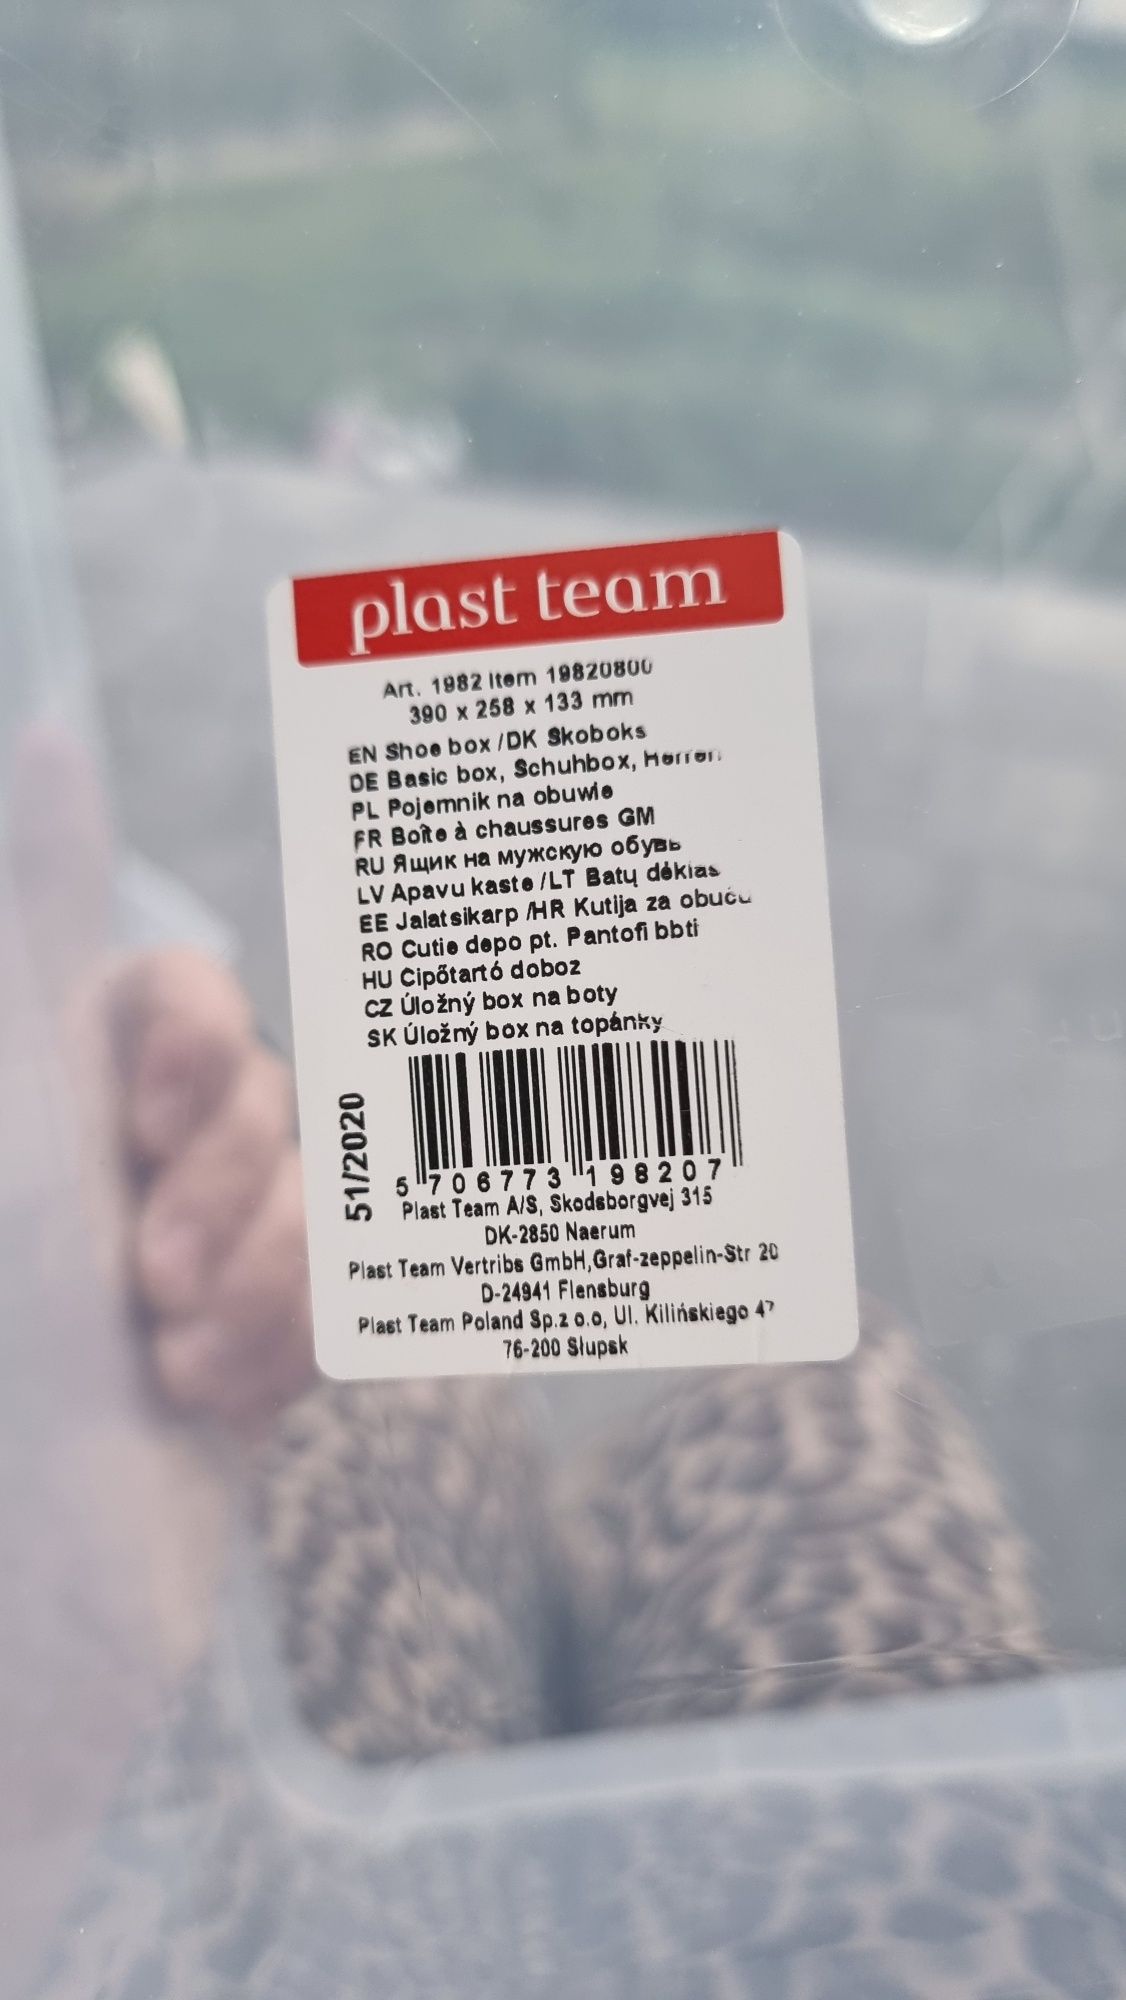 plast team
Art. 1982 Item 19820800
390 x 258 x 133 mm
EN Shoe box /DK Skoboks
DE Basic box, Schuhbox, Herren
PL Pojemnik na obuwie
FR Boîte à chaussures GM
RU Ящик на мужскую обувь
LV Apavu kaste /LT Batų dėklas
EE Jalatsikarp /HR Kutija za obuću
RO Cutie depo pt. Pantofi bbti
HU Cipőtartó doboz
CZ Úložný box na boty
SK Úložný box na topánky
51/2020
5 706773 198207
Plast Team A/S, Skodsborgvej 315
DK-2850 Naerum
Plast Team Vertribs GmbH,Graf-zeppelin-Str 20
D-24941 Flensburg
Plast Team Poland Sp.z o.o, Ul. Kilińskiego
76-200 Słupsk